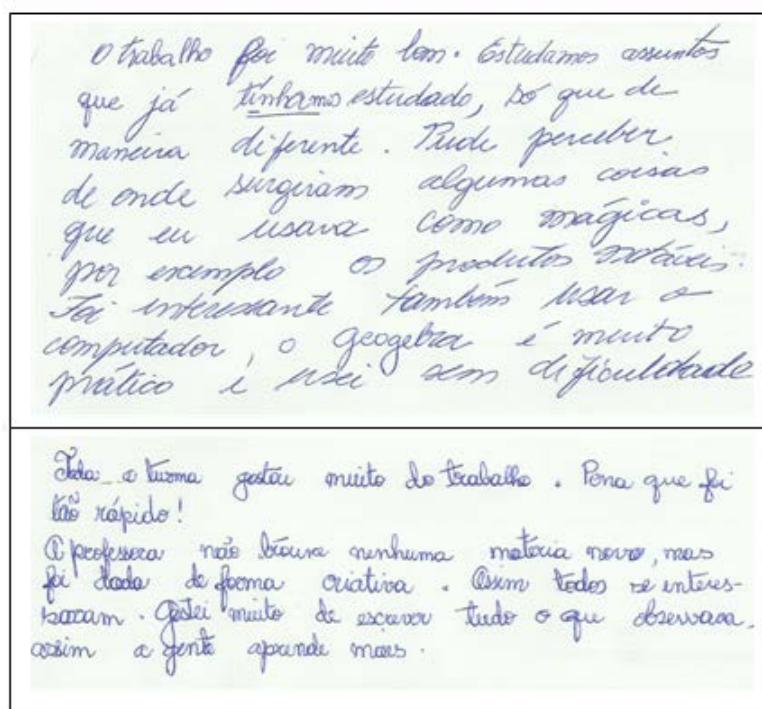 O trabalho foi muito bom. Estudamos assuntos
que já tínhamos estudado, só que de
maneira diferente. Pude perceber
de onde surgiram algumas coisas
que eu usava como mágicas,
por exemplo os produtos notáveis.
Foi interessante também usar o
computador, o geogebra é muito
prático e usei sem dificuldade
Toda a turma gostou muito do trabalho. Pena que foi
tão rápido!
A professora não trouxe nenhuma matéria nova, mas
foi dada de forma criativa. Assim todos se interes-
saram. Gostei muito de escrever tudo o que observava,
assim a gente aprende mais.